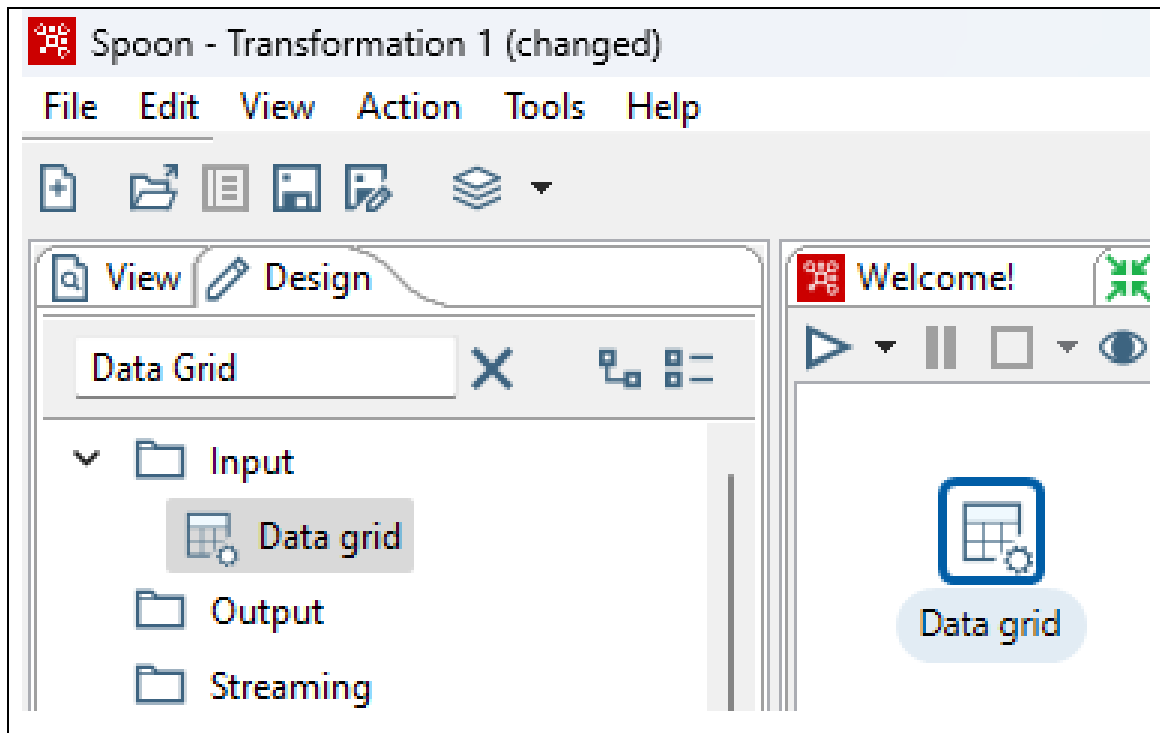 Spoon - Transformation 1 (changed)
File Edit View Action Tools Help
View Design
Welcome!
Data Grid
Input
Data grid
Output
Streaming
Data grid